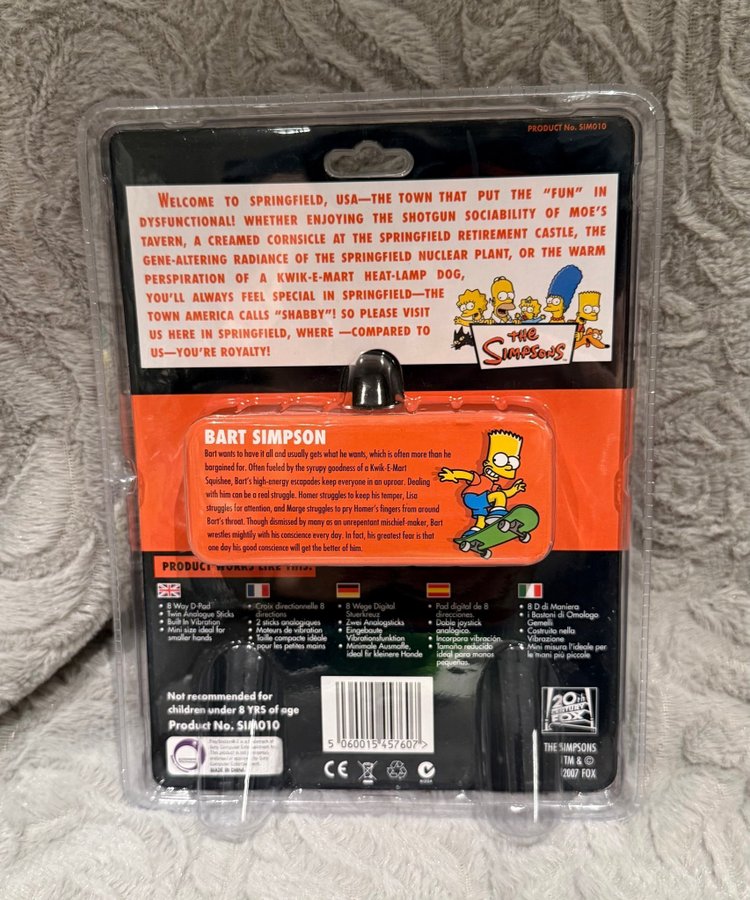 PRODUCT No. SIM010
WELCOME TO SPRINGFIELD, USA—THE TOWN THAT PUT THE "FUN" IN
DYSFUNCTIONAL! WHETHER ENJOYING THE SHOTGUN SOCIABILITY OF MOE'S
TAVERN, A CREAMED CORNSICLE AT THE SPRINGFIELD RETIREMENT CASTLE, THE
GENE-ALTERING RADIANCE OF THE SPRINGFIELD NUCLEAR PLANT, OR THE WARM
PERSPIRATION OF A KWIK-E-MART HEAT-LAMP DOG,
YOU'LL ALWAYS FEEL SPECIAL IN SPRINGFIELD—THE
TOWN AMERICA CALLS "SHABBY"! SO PLEASE VISIT
US HERE IN SPRINGFIELD, WHERE —COMPARED TO
US—YOU'RE ROYALTY!
THE
SIMPSONS
TM
BART SIMPSON
Bart wants to have it all and usually gets what he wants, which is often more than he
bargained for. Often fueled by the syrupy goodness of a Kwik-E-Mart
Squishee, Bart's high-energy escapades keep everyone in an uproar. Dealing
with him can be a real struggle. Homer struggles to keep his temper, Lisa
struggles for attention, and Marge struggles to pry Homer's fingers from around
Bart's throat. Though dismissed by many as an unrepentant mischief-maker, Bart
wrestles mightily with his conscience every day. In fact, his greatest fear is that
one day his good conscience will get the better of him.
PRODUCT WORKS LIKE THIS:
• 8 Way D-Pad
• Twin Analogue Sticks
• Built In Vibration
• Mini size ideal for
smaller hands
• Croix directionnelle 8
directions
• 2 sticks analogiques
• Moteurs de vibration
• Taille compacte idéale
pour les petites mains
• 8 Wege Digital
Stuerkreuz
• Zwei Analogsticks
• Eingebaute
Vibrationsfunktion
• Minimale Ausmaße,
ideal fir kleinere Hande
• Pad digital de 8
direcciones.
• Doble joystick
analogico.
• Incorpora vibración.
• Tamaño reducido
ideal para manos
pequeñas.
• 8 D di Maniera
• i Bastoni di Omologo
Gemelli
• Costruita nella
Vibrazione
• Mini misura l'ideale per
le mani più piccole
Not recommended for
children under 8 YRS of age
Product No. SIM010
MADE IN CHINA
5 060015 457607 >
CE
20th
CENTURY
FOX
THE SIMPSONS
TM & ©
2007 FOX